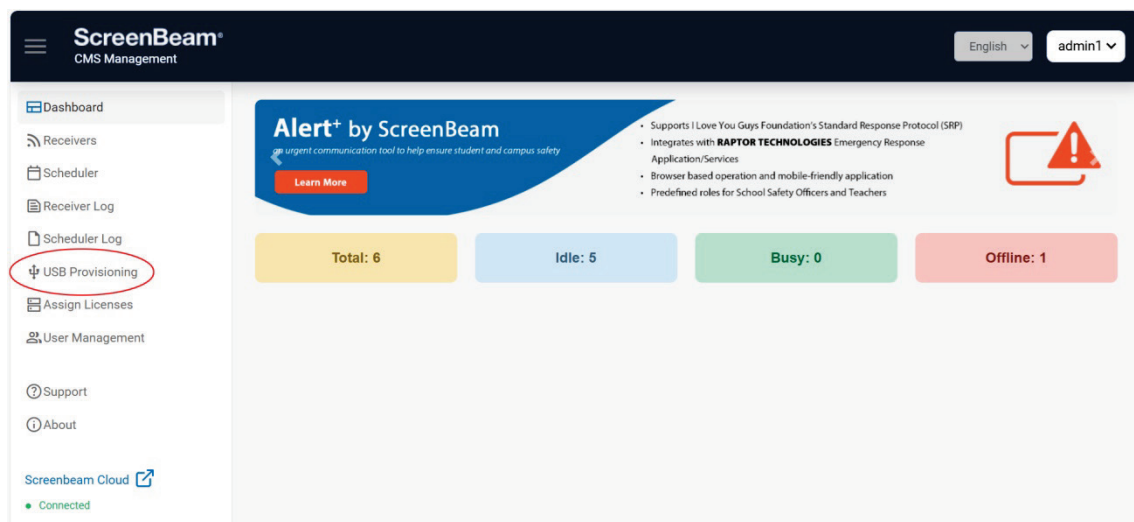 ScreenBeam
CMS Management
English
admin1
Dashboard
Receivers
Scheduler
Receiver Log
Scheduler Log
USB Provisioning
Assign Licenses
User Management
Support
About
Screenbeam Cloud
Connected
Alert+ by ScreenBeam
an urgent communication tool to help ensure student and campus safety
Learn More
• Supports I Love You Guys Foundation's Standard Response Protocol (SRP)
• Integrates with RAPTOR TECHNOLOGIES Emergency Response
Application/Services
• Browser based operation and mobile-friendly application
• Predefined roles for School Safety Officers and Teachers
Total: 6
Idle: 5
Busy: 0
Offline: 1